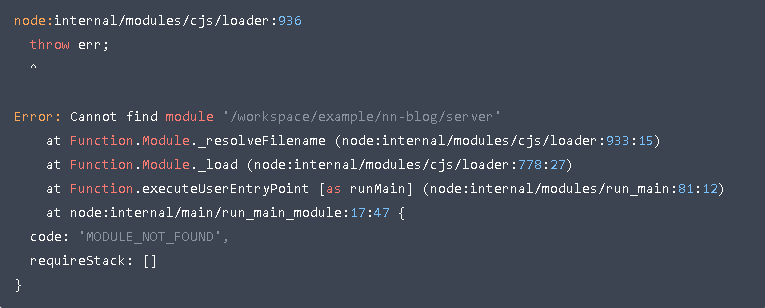 node:internal/modules/cjs/loader:936
  throw err;
  ^

Error: Cannot find module '/workspace/example/nn-blog/server'
    at Function.Module._resolveFilename (node:internal/modules/cjs/loader:933:15)
    at Function.Module._load (node:internal/modules/cjs/loader:778:27)
    at Function.executeUserEntryPoint [as runMain] (node:internal/modules/run_main:81:12)
    at node:internal/main/run_main_module:17:47 {
  code: 'MODULE_NOT_FOUND',
  requireStack: []
}